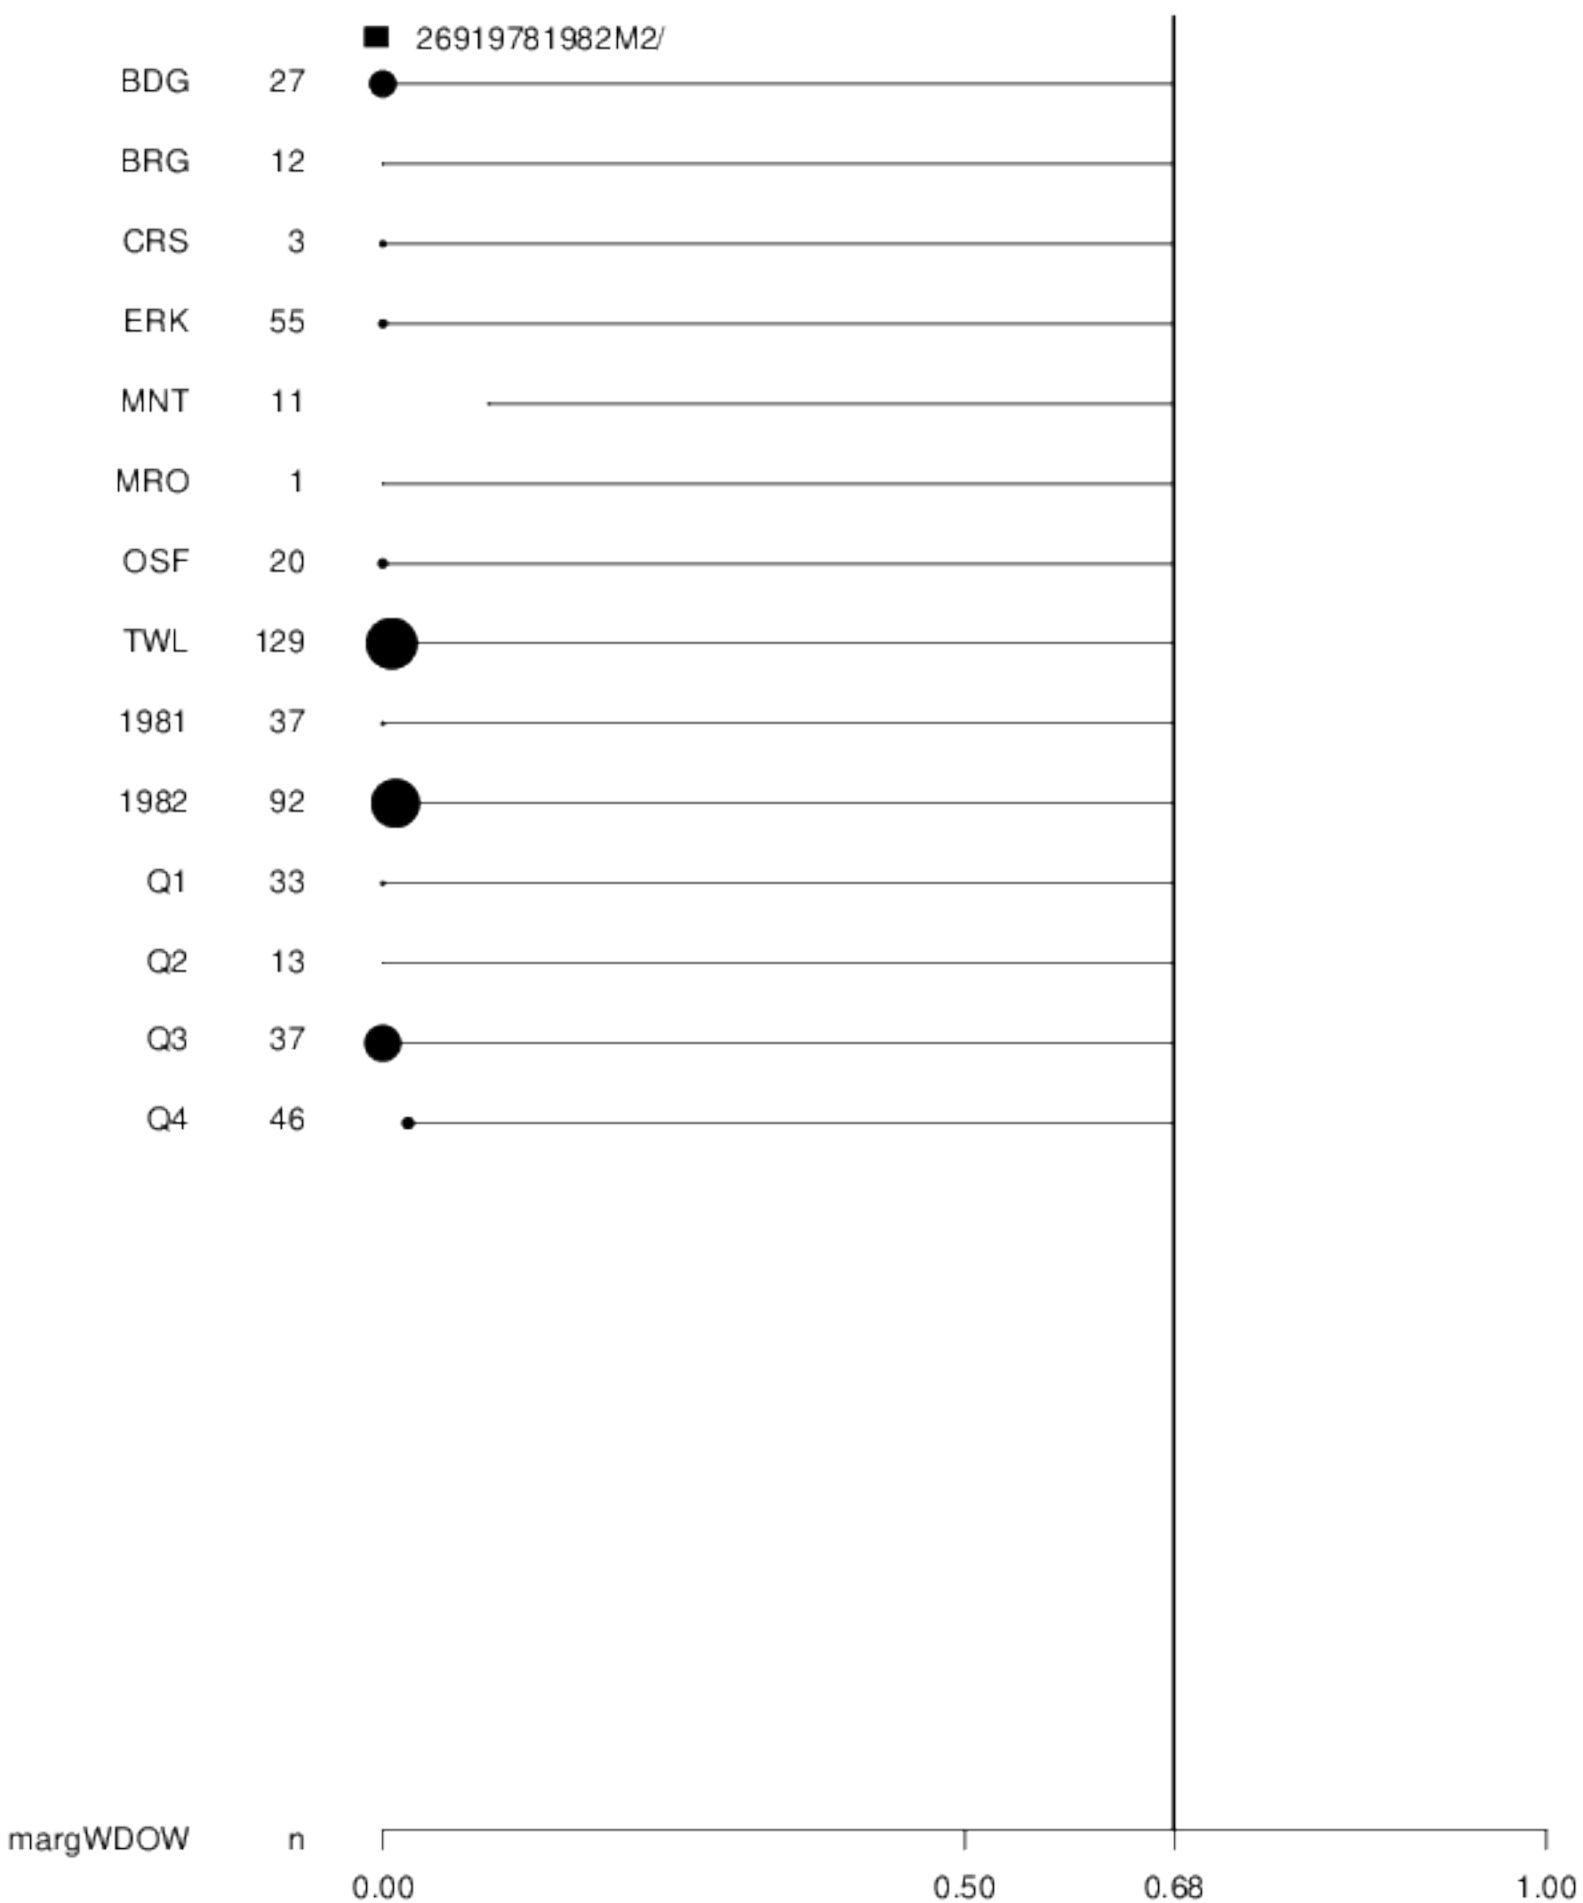 26919781982M2/
BDG 27
BRG 12
CRS 3
ERK 55
MNT 11
MRO 1
OSF 20
TWL 129
1981 37
1982 92
Q1 33
Q2 13
Q3 37
Q4 46
margWDOW n
0.00 0.50 0.68 1.00